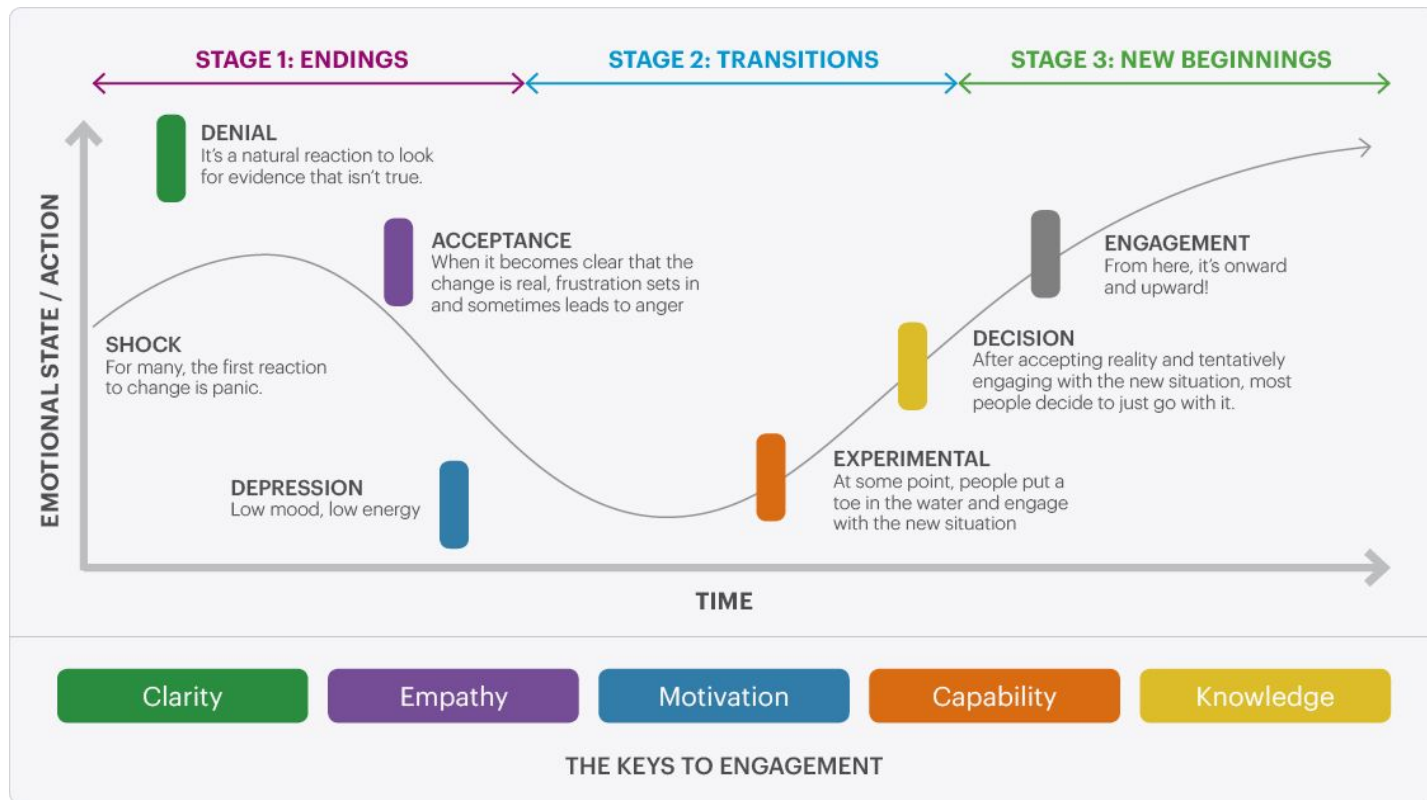 STAGE 1: ENDINGS
STAGE 2: TRANSITIONS
STAGE 3: NEW BEGINNINGS
EMOTIONAL STATE / ACTION
DENIAL
It's a natural reaction to look
for evidence that isn't true.
ACCEPTANCE
When it becomes clear that the
change is real, frustration sets in
and sometimes leads to anger
SHOCK
For many, the first reaction
to change is panic.
DEPRESSION
Low mood, low energy
EXPERIMENTAL
At some point, people put a
toe in the water and engage
with the new situation
DECISION
After accepting reality and tentatively
engaging with the new situation, most
people decide to just go with it.
ENGAGEMENT
From here, it's onward
and upward!
TIME
Clarity
Empathy
Motivation
Capability
Knowledge
THE KEYS TO ENGAGEMENT